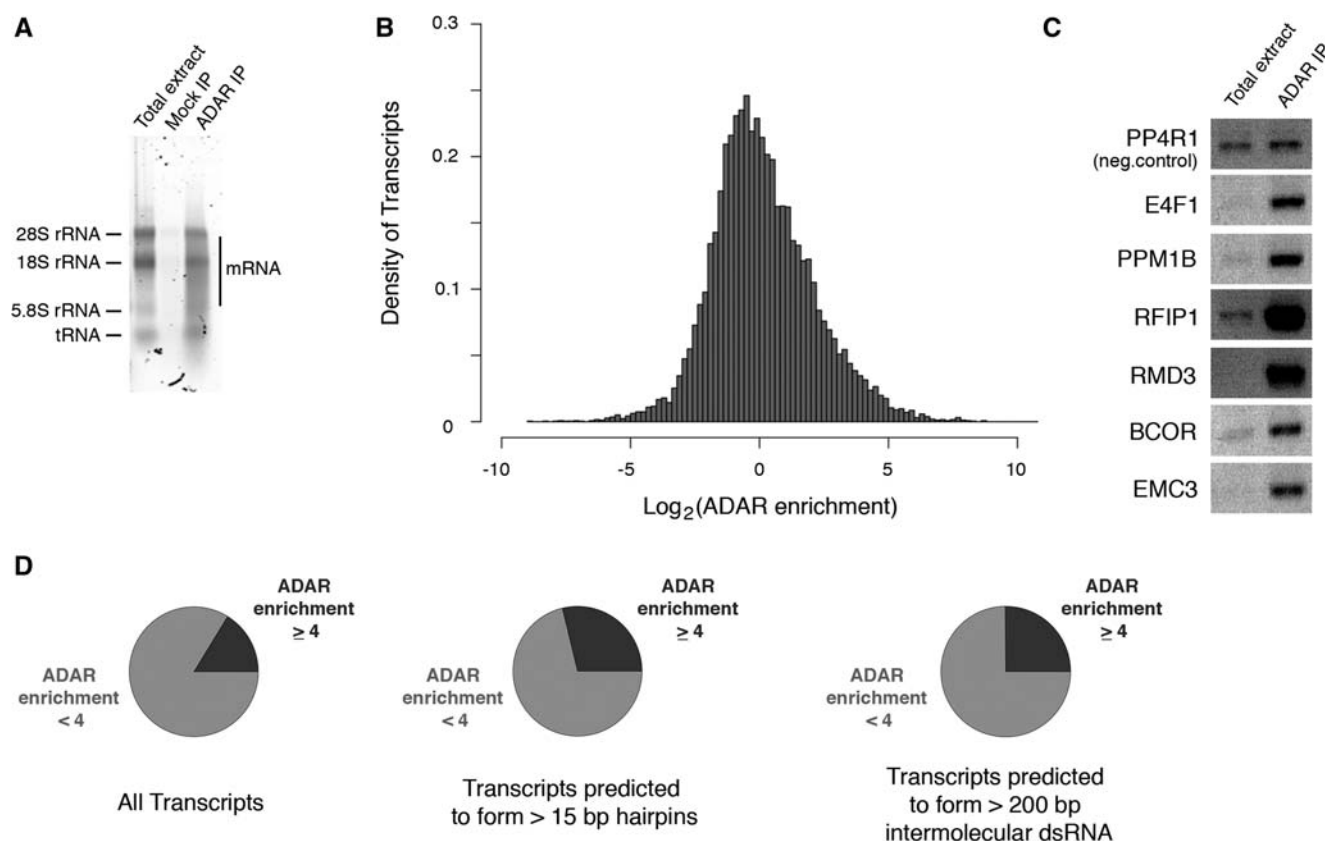 A
Total extract
Mock IP
ADAR IP
28S rRNA
18S rRNA
5.8S rRNA
tRNA
mRNA
B
Density of Transcripts
0.3
0.2
0.1
0
-10
-5
0
5
10
Log2(ADAR enrichment)
C
Total extract
ADAR IP
PP4R1
(neg.control)
E4F1
PPM1B
RFIP1
RMD3
BCOR
EMC3
D
ADAR
enrichment
≥ 4
ADAR
enrichment
< 4
All Transcripts
ADAR
enrichment
≥ 4
ADAR
enrichment
< 4
Transcripts predicted
to form > 15 bp hairpins
ADAR
enrichment
≥ 4
ADAR
enrichment
< 4
Transcripts predicted
to form > 200 bp
intermolecular dsRNA